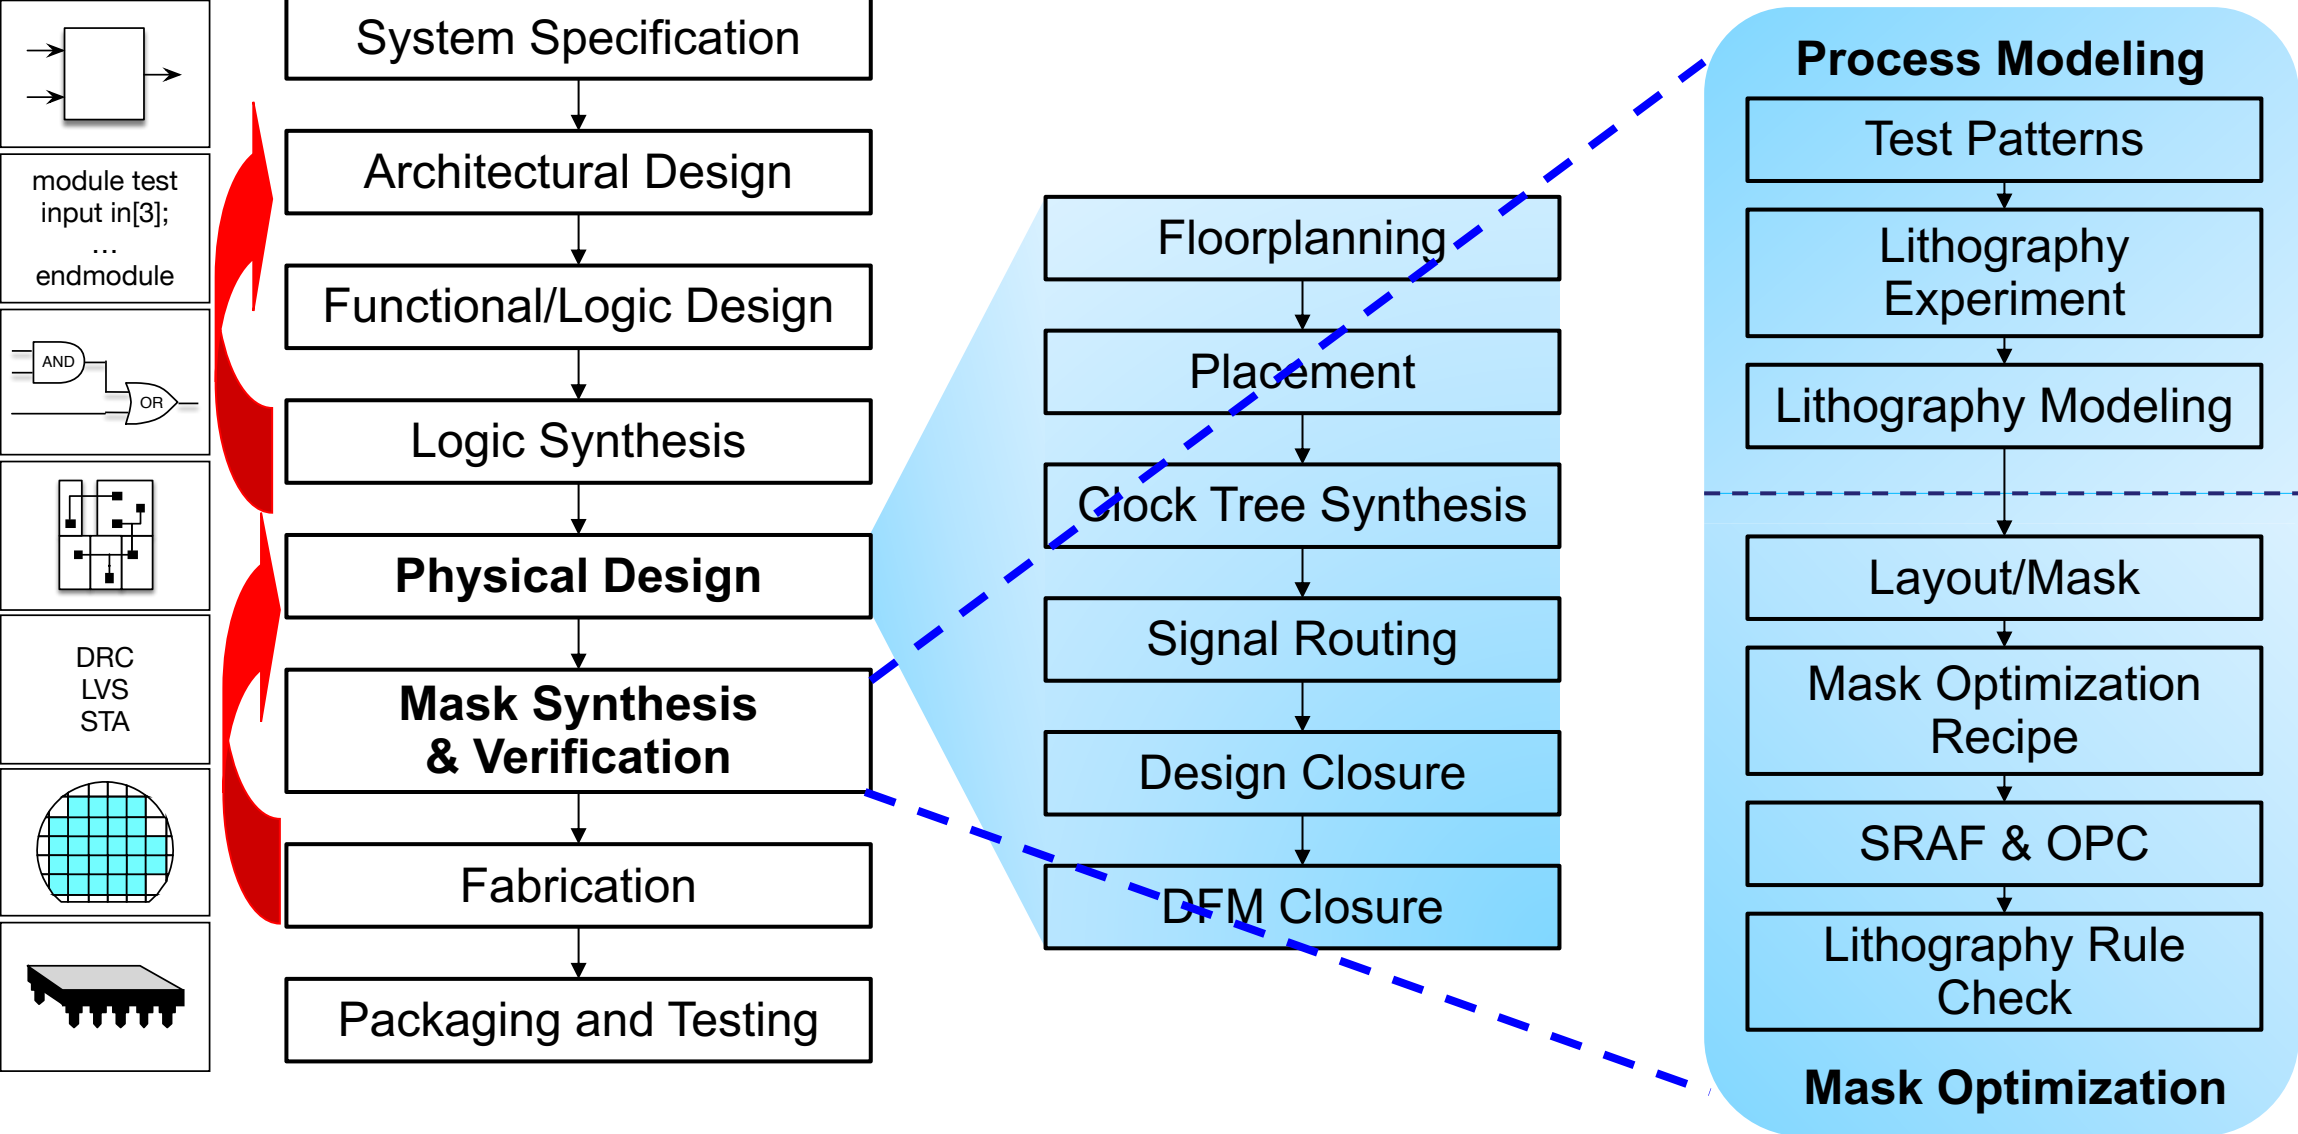 module test
input in[3];
...
endmodule
AND
OR
DRC
LVS
STA
System Specification
Architectural Design
Functional/Logic Design
Logic Synthesis
Physical Design
Mask Synthesis
& Verification
Fabrication
Packaging and Testing
Floorplanning
Placement
Clock Tree Synthesis
Signal Routing
Design Closure
DFM Closure
Process Modeling
Test Patterns
Lithography
Experiment
Lithography Modeling
Layout/Mask
Mask Optimization
Recipe
SRAF & OPC
Lithography Rule
Check
Mask Optimization